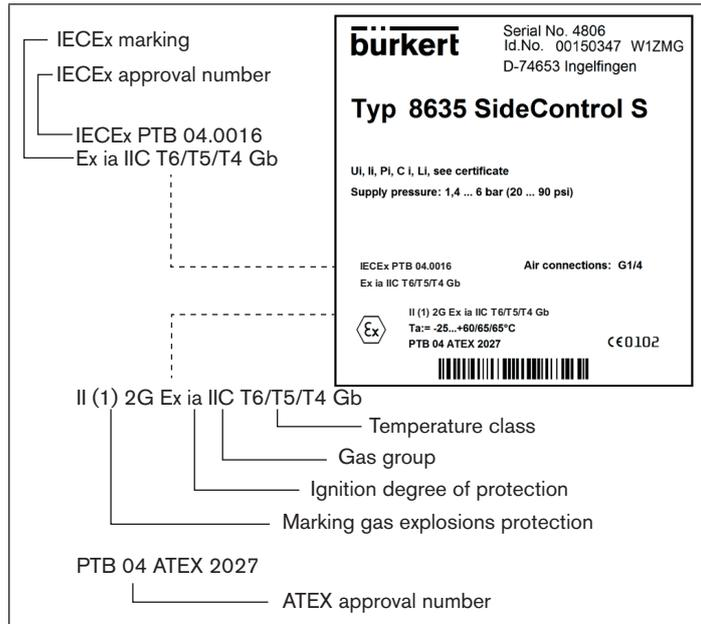 IECEx marking
IECEx approval number
IECEx PTB 04.0016
Ex ia IIC T6/T5/T4 Gb
bürkert
Serial No. 4806
Id.No. 00150347 W1ZMG
D-74653 Ingelfingen
Typ 8635 SideControl S
Ui, Ii, Pi, C i, Li, see certificate
Supply pressure: 1,4 ... 6 bar (20 ... 90 psi)
IECEx PTB 04.0016
Air connections: G1/4
Ex ia IIC T6/T5/T4 Gb
II (1) 2G Ex ia IIC T6/T5/T4 Gb
Ta:= -25...+60/65/65°C
PTB 04 ATEX 2027
Ex
CE0102
II (1) 2G Ex ia IIC T6/T5/T4 Gb
Temperature class
Gas group
Ignition degree of protection
Marking gas explosions protection
PTB 04 ATEX 2027
ATEX approval number